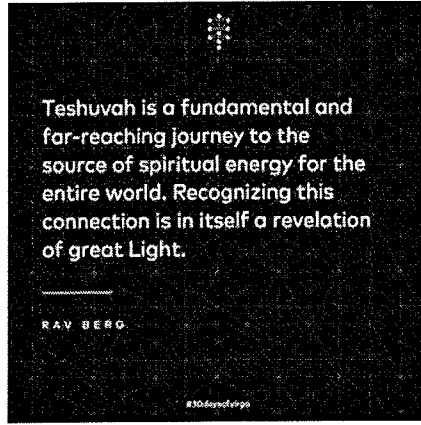 Teshuvah is a fundamental and
far-reaching journey to the
source of spiritual energy for the
entire world. Recognizing this
connection is in itself a revelation
of great Light.
RAV BERG
#30daysofvirgo